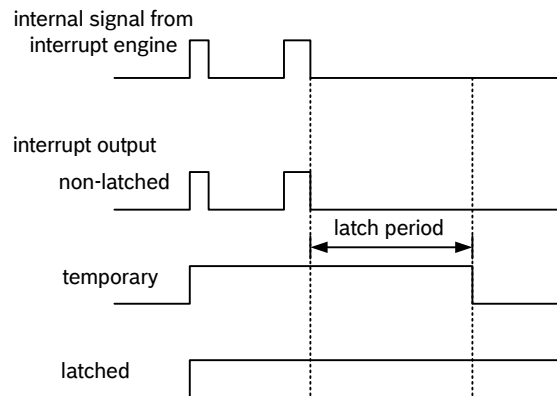 internal signal from
interrupt engine
interrupt output
non-latched
latch period
temporary
latched